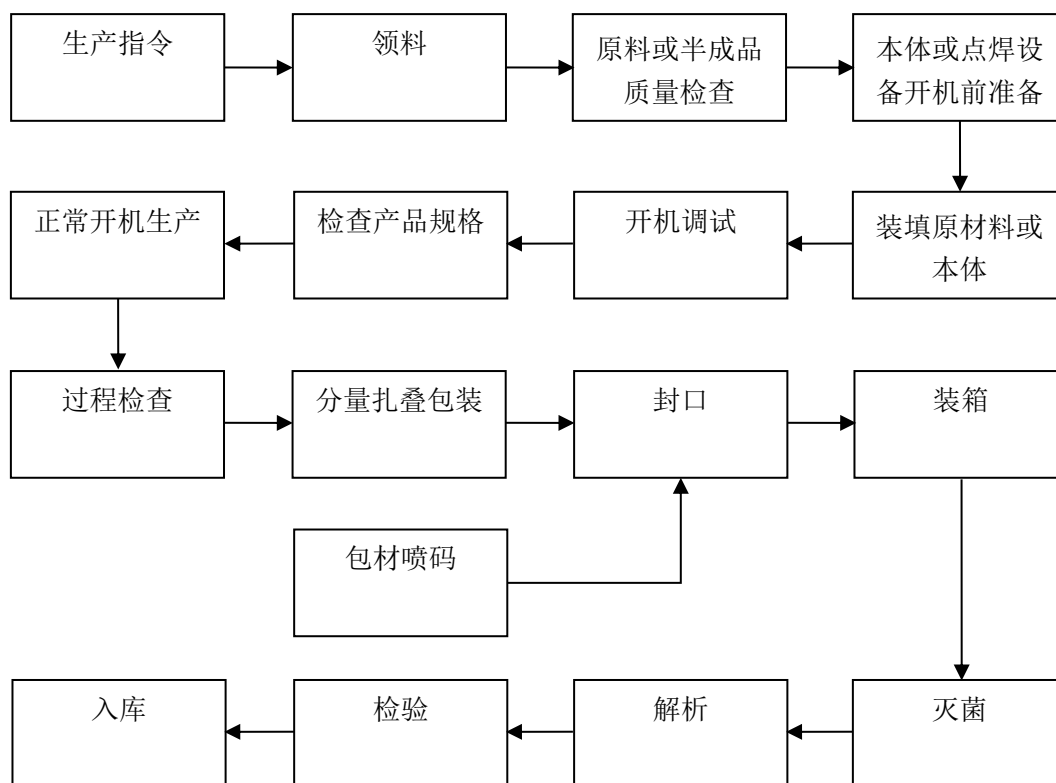 生产指令
领料
原料或半成品
质量检查
本体或点焊设
备开机前准备
正常开机生产
检查产品规格
开机调试
装填原材料或
本体
过程检查
分量扎叠包装
封口
装箱
包材喷码
入库
检验
解析
灭菌